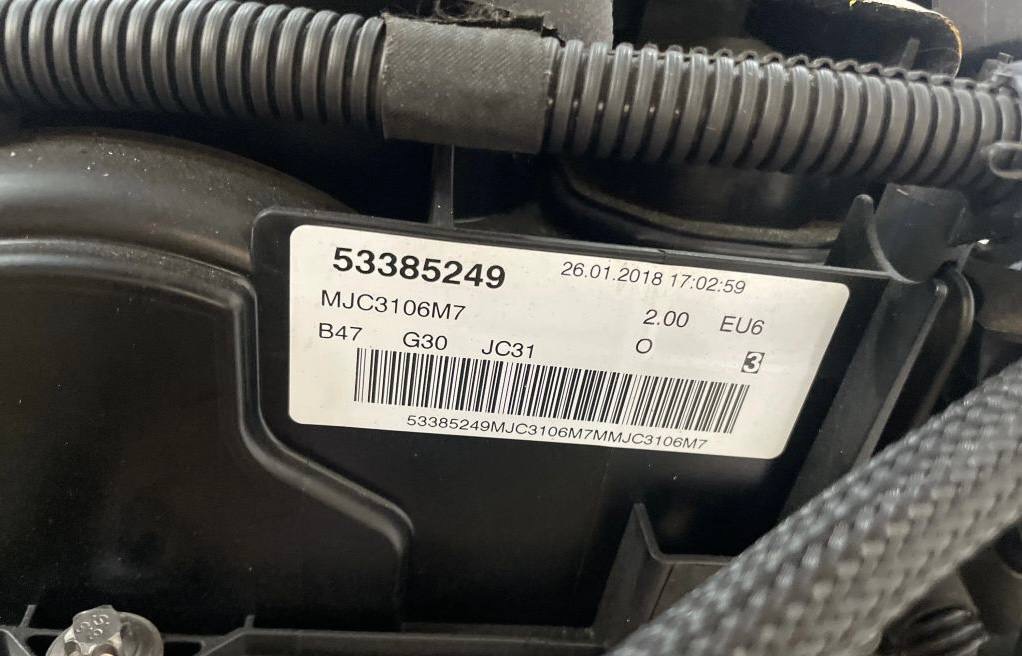 53385249 26.01.2018 17:02:59
MJC3106M7 2.00 EU6
B47 G30 JC31 O 3
53385249MJC3106M7MMJC3106M7